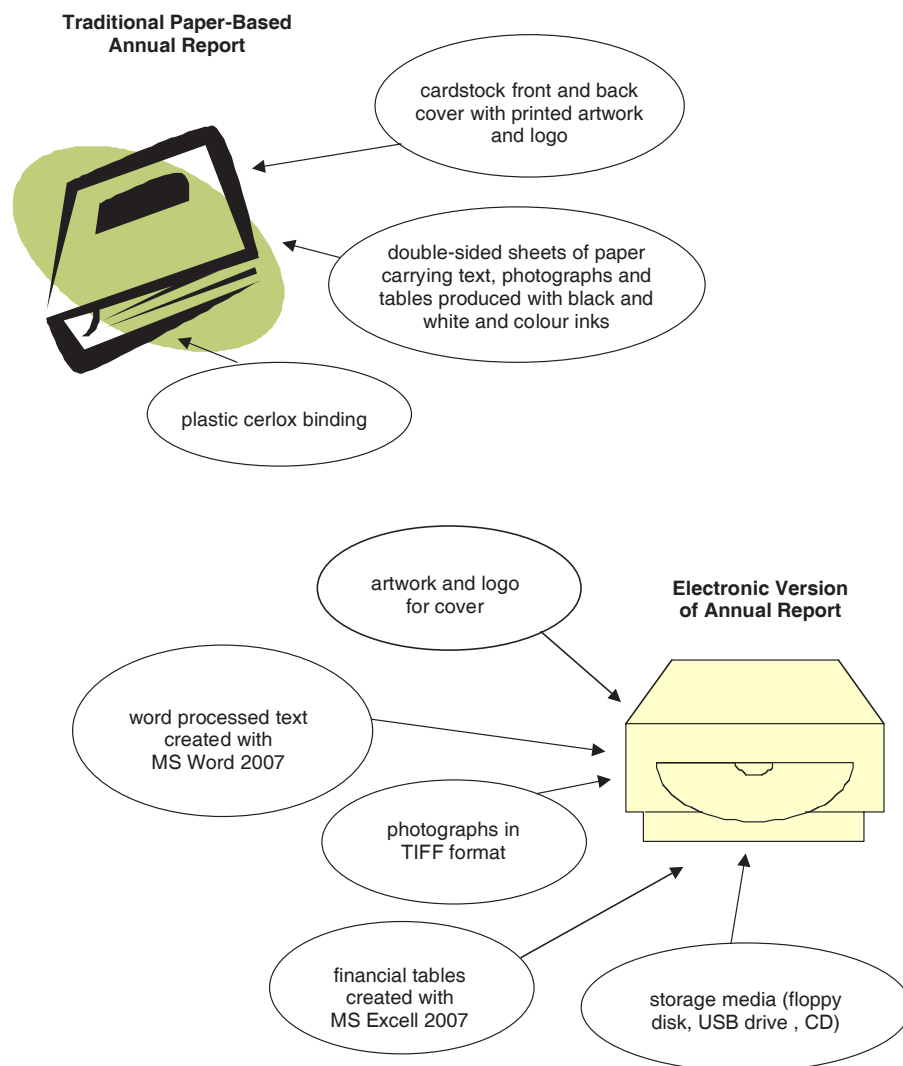 Traditional Paper-Based
Annual Report
cardstock front and back
cover with printed artwork
and logo
double-sided sheets of paper
carrying text, photographs and
tables produced with black and
white and colour inks
plastic cerlox binding
artwork and logo
for cover
Electronic Version
of Annual Report
word processed text
created with
MS Word 2007
photographs in
TIFF format
financial tables
created with
MS Excell 2007
storage media (floppy
disk, USB drive , CD)